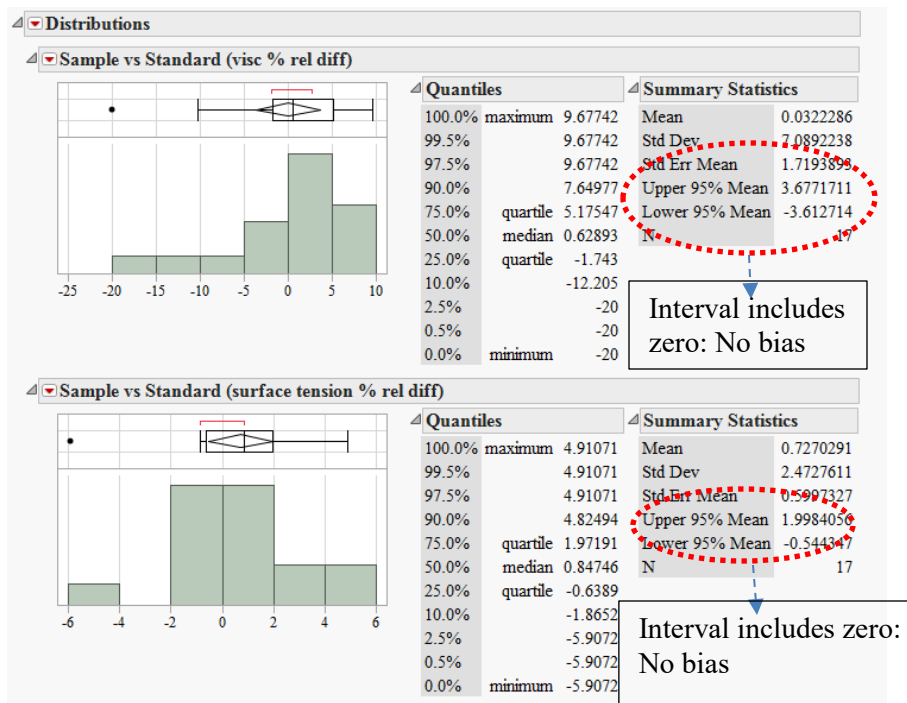 Distributions
Sample vs Standard (visc % rel diff)
-25 -20 -15 -10 -5 0 5 10
Quantiles
100.0% maximum 9.67742
99.5% 9.67742
97.5% 9.67742
90.0% 7.64977
75.0% quartile 5.17547
50.0% median 0.62893
25.0% quartile -1.743
10.0% -12.205
2.5% -20
0.5% -20
0.0% minimum -20
Summary Statistics
Mean 0.0322286
Std Dev 7.0892238
Std Err Mean 1.7193893
Upper 95% Mean 3.6771711
Lower 95% Mean -3.612714
N 17
Interval includes
zero: No bias
Sample vs Standard (surface tension % rel diff)
-6 -4 -2 0 2 4 6
Quantiles
100.0% maximum 4.91071
99.5% 4.91071
97.5% 4.91071
90.0% 4.82494
75.0% quartile 1.97191
50.0% median 0.84746
25.0% quartile -0.6389
10.0% -1.8652
2.5% -5.9072
0.5% -5.9072
0.0% minimum -5.9072
Summary Statistics
Mean 0.7270291
Std Dev 2.4727611
Std Err Mean 0.5997327
Upper 95% Mean 1.9984056
Lower 95% Mean -0.544347
N 17
Interval includes zero:
No bias